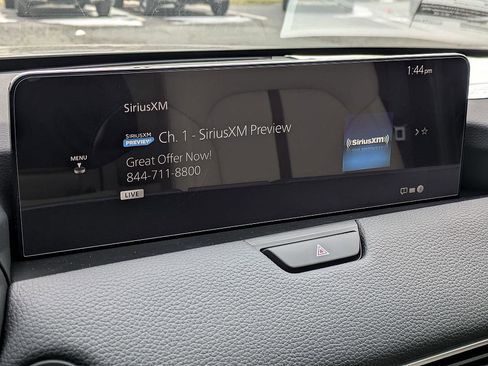 1:44pm
SiriusXM
SIRIUSXM
PREVIEW
Ch. 1 - SiriusXM Preview
((SiriusXM))
MENU
Great Offer Now!
844-711-8800
LIVE